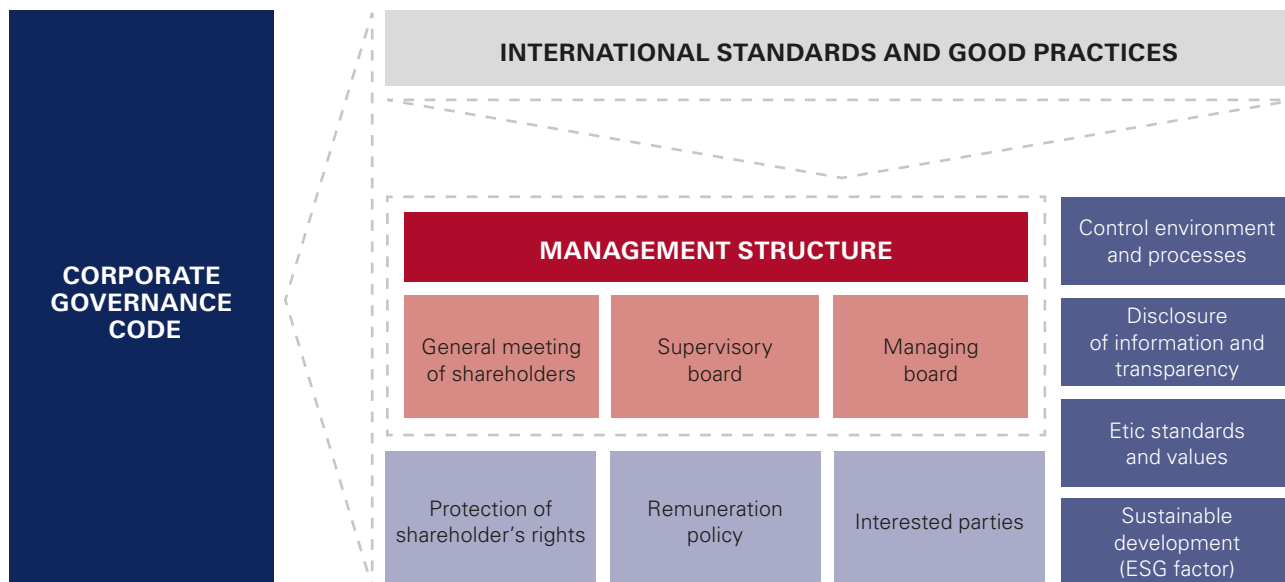 CORPORATE
GOVERNANCE
CODE
INTERNATIONAL STANDARDS AND GOOD PRACTICES
MANAGEMENT STRUCTURE
General meeting
of shareholders
Supervisory
board
Managing
board
Protection of
shareholder’s rights
Remuneration
policy
Interested parties
Control environment
and processes
Disclosure
of information and
transparency
Etic standards
and values
Sustainable
development
(ESG factor)